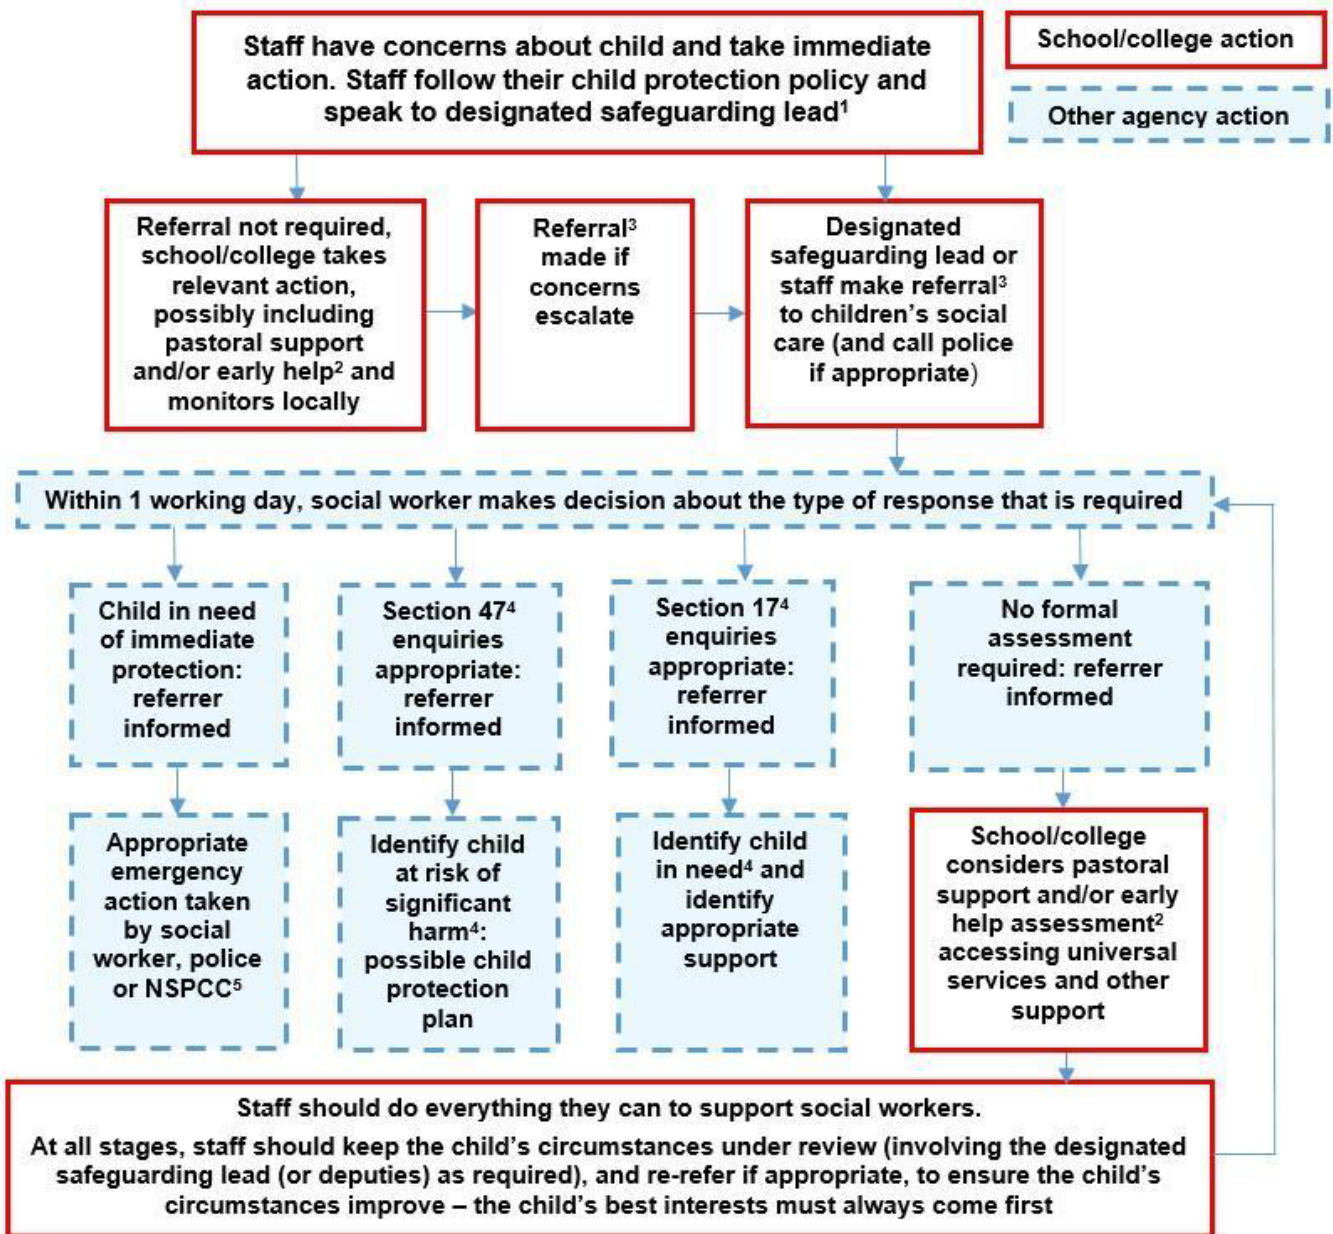 Staff have concerns about child and take immediate
action. Staff follow their child protection policy and
speak to designated safeguarding lead¹
School/college action
Other agency action
Referral not required,
school/college takes
relevant action,
possibly including
pastoral support
and/or early help² and
monitors locally
Referral³
made if
concerns
escalate
Designated
safeguarding lead or
staff make referral³
to children’s social
care (and call police
if appropriate)
Within 1 working day, social worker makes decision about the type of response that is required
Child in need
of immediate
protection:
referrer
informed
Section 47⁴
enquiries
appropriate:
referrer
informed
Section 17⁴
enquiries
appropriate:
referrer
informed
No formal
assessment
required: referrer
informed
Appropriate
emergency
action taken
by social
worker, police
or NSPCC⁵
Identify child
at risk of
significant
harm⁴:
possible child
protection
plan
Identify child
in need⁴ and
identify
appropriate
support
School/college
considers pastoral
support and/or early
help assessment²
accessing universal
services and other
support
Staff should do everything they can to support social workers.
At all stages, staff should keep the child’s circumstances under review (involving the designated
safeguarding lead (or deputies) as required), and re-refer if appropriate, to ensure the child’s
circumstances improve – the child’s best interests must always come first